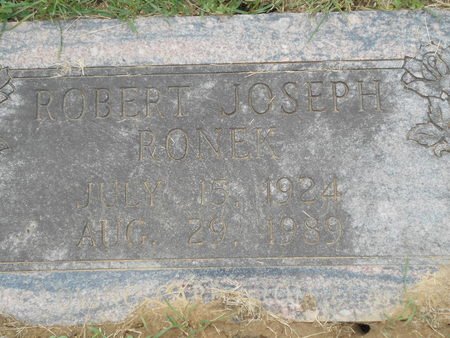 ROBERT JOSEPH
RONEK
JULY 15, 1924
AUG. 29, 1989